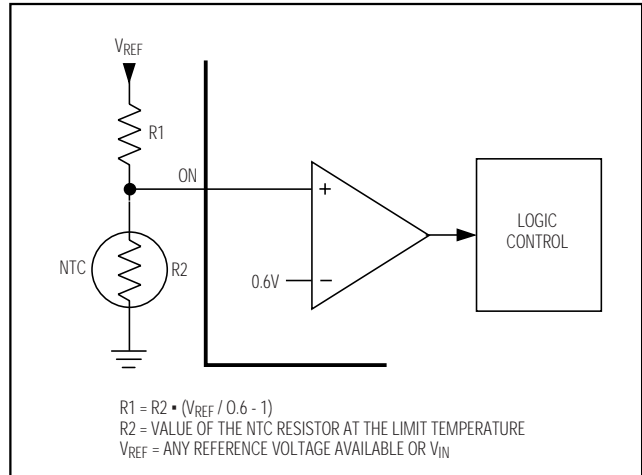 VREF
R1
ON
+
LOGIC
CONTROL
NTC
R2
0.6V
−
R1 = R2 ▪ (VREF / 0.6 - 1)
R2 = VALUE OF THE NTC RESISTOR AT THE LIMIT TEMPERATURE
VREF = ANY REFERENCE VOLTAGE AVAILABLE OR VIN